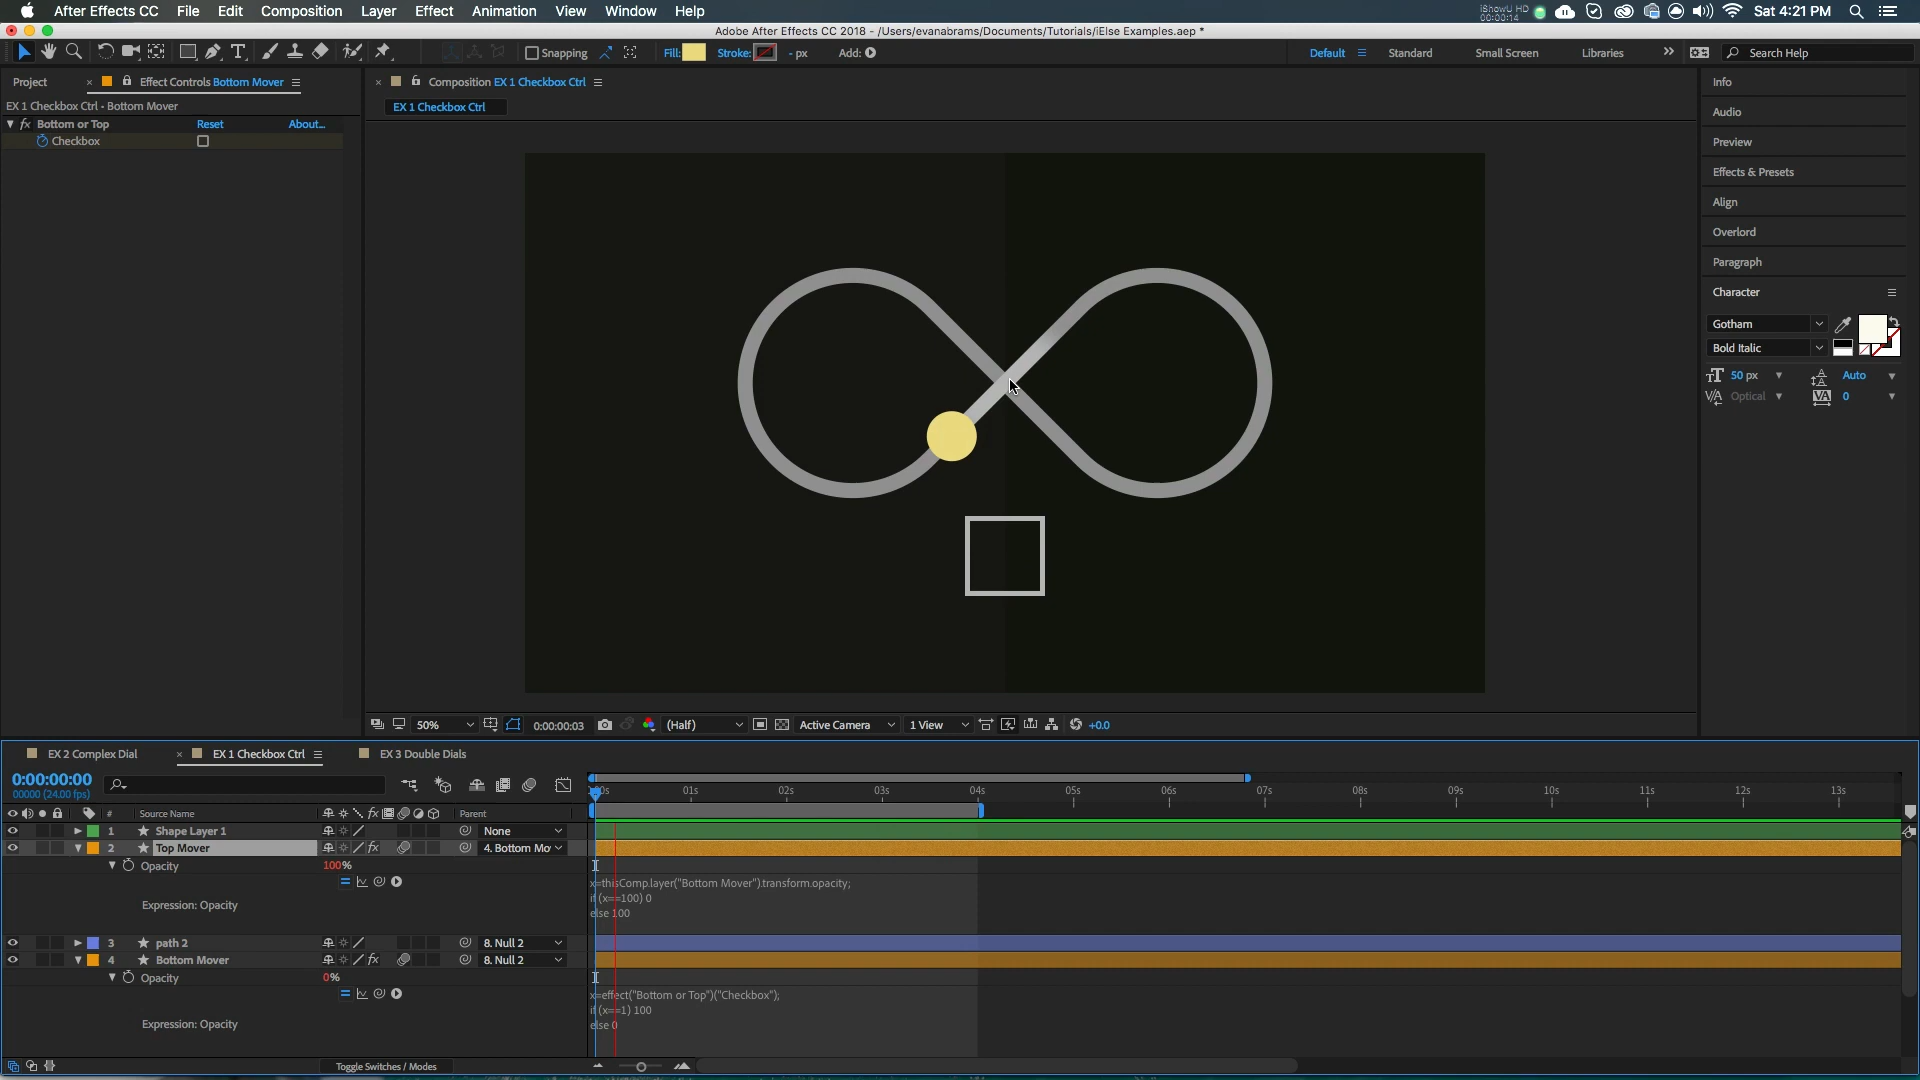 After Effects CC File Edit Composition Layer Effect Animation View Window Help
iShowU HD
00:00:14
Sat 4:21 PM
Adobe After Effects CC 2018 - /Users/evanabrams/Documents/Tutorials/iElse Examples.aep *
Snapping Fill: Stroke: - px Add: Default Standard Small Screen Libraries Search Help
Project Effect Controls Bottom Mover
EX 1 Checkbox Ctrl • Bottom Mover
fx Bottom or Top Reset About...
Checkbox
Composition EX 1 Checkbox Ctrl
EX 1 Checkbox Ctrl
Info
Audio
Preview
Effects & Presets
Align
Overlord
Paragraph
Character
Gotham
Bold Italic
50 px Auto
Optical 0
50% 0:00:00:03 (Half) Active Camera 1 View +0.0
EX 2 Complex Dial EX 1 Checkbox Ctrl EX 3 Double Dials
0:00:00:00
00000 (24.00 fps)
01s 02s 03s 04s 05s 06s 07s 08s 09s 10s 11s 12s 13s
# Source Name fx Parent
1 Shape Layer 1 None
2 Top Mover fx 4. Bottom Mo
Opacity 100%
x=thisComp.layer("Bottom Mover").transform.opacity;
if (x==100) 0
Expression: Opacity
else 100
3 path 2 8. Null 2
4 Bottom Mover fx 8. Null 2
Opacity 0%
x=effect("Bottom or Top")("Checkbox");
if (x==1) 100
Expression: Opacity
else 0
Toggle Switches / Modes